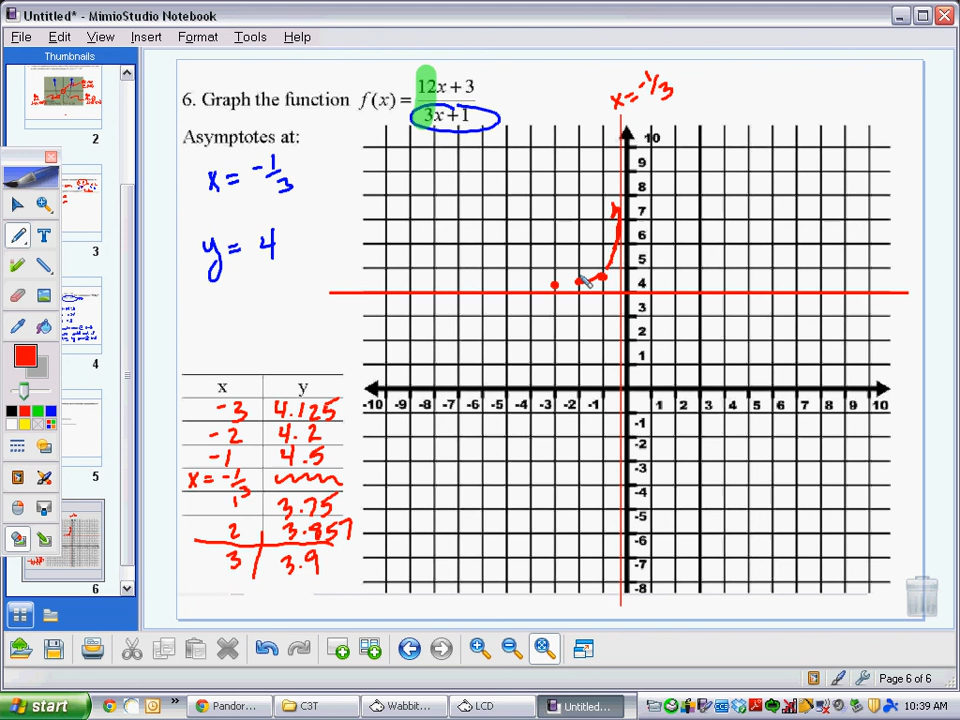 Untitled* - MimioStudio Notebook
File Edit View Insert Format Tools Help
Thumbnails
2
3
4
5
6
6. Graph the function f(x) = 12x + 3 / 3x + 1
Asymptotes at:
x = -1/3
y = 4
x = -1/3
x y
-3 4.125
-2 4.2
-1 4.5
x = -1/3
1 3.75
2 3.857
3 3.9
10
9
8
7
6
5
4
3
2
1
-10 -9 -8 -7 -6 -5 -4 -3 -2 -1 1 2 3 4 5 6 7 8 9 10
-1
-2
-3
-4
-5
-6
-7
-8
Page 6 of 6
start
Pandor...
C3T
Wabbit...
LCD
Untitled...
10:39 AM